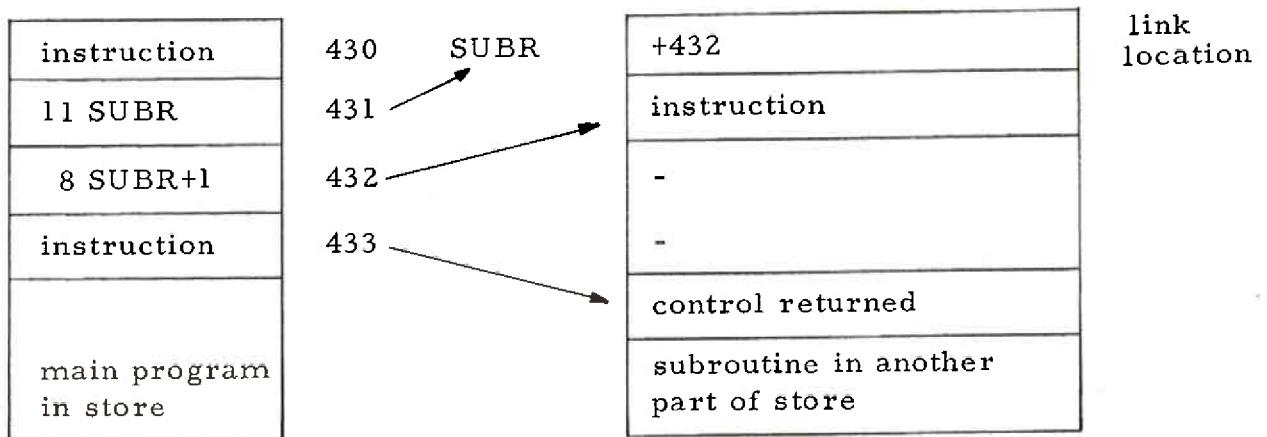 instruction 430 SUBR +432 link
location
11 SUBR 431 instruction
8 SUBR+1 432 -
instruction 433 -
control returned
main program
in store
subroutine in another
part of store